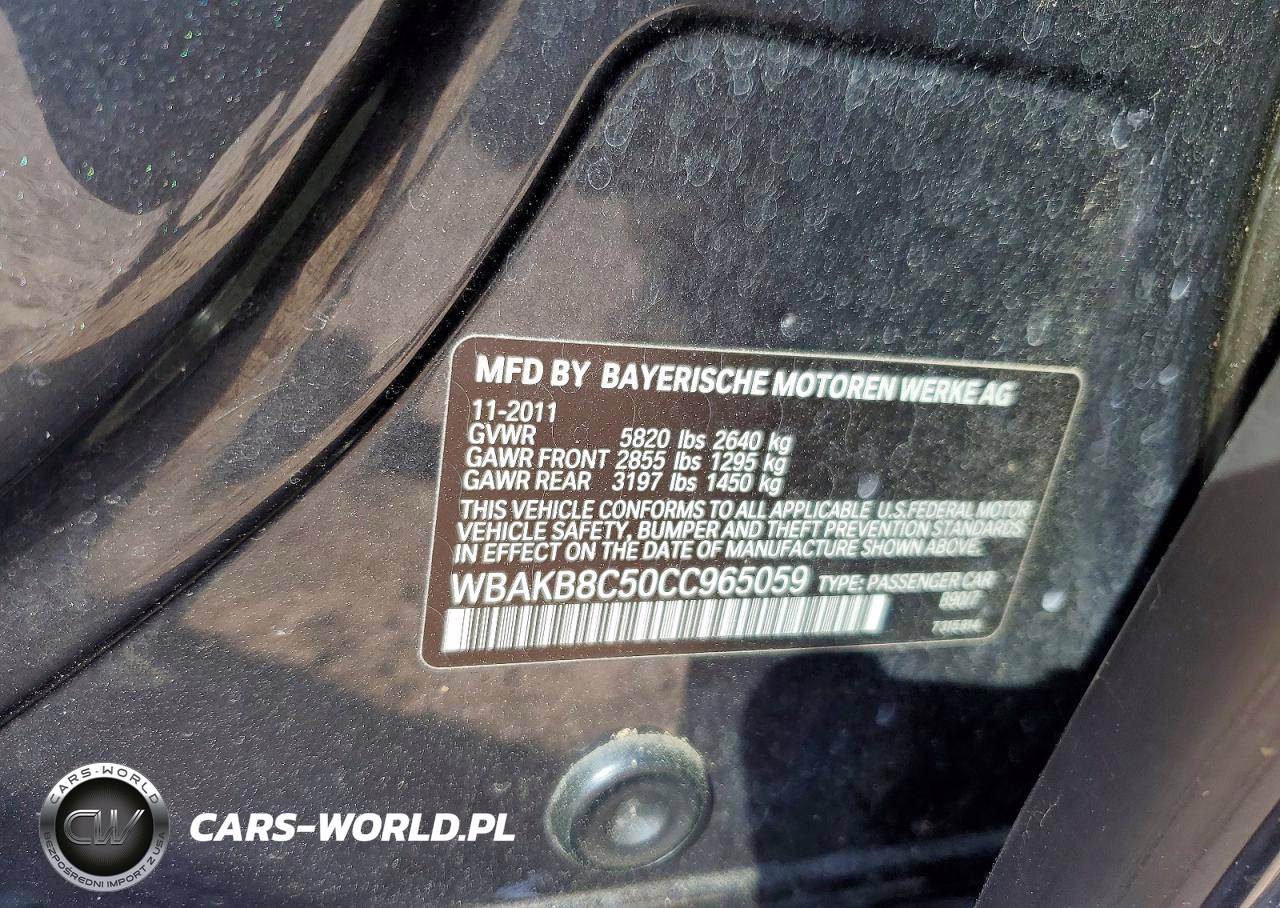 MFD BY BAYERISCHE MOTOREN WERKE AG
11-2011
GVWR 5820 lbs 2640 kg
GAWR FRONT 2855 lbs 1295 kg
GAWR REAR 3197 lbs 1450 kg
THIS VEHICLE CONFORMS TO ALL APPLICABLE U.S.FEDERAL MOTOR
VEHICLE SAFETY, BUMPER AND THEFT PREVENTION STANDARDS
IN EFFECT ON THE DATE OF MANUFACTURE SHOWN ABOVE.
WBAKB8C50CC965059 TYPE: PASSENGER CAR
CARS-WORLD
CW
BEZPOŚREDNI IMPORT Z USA
CARS-WORLD.PL